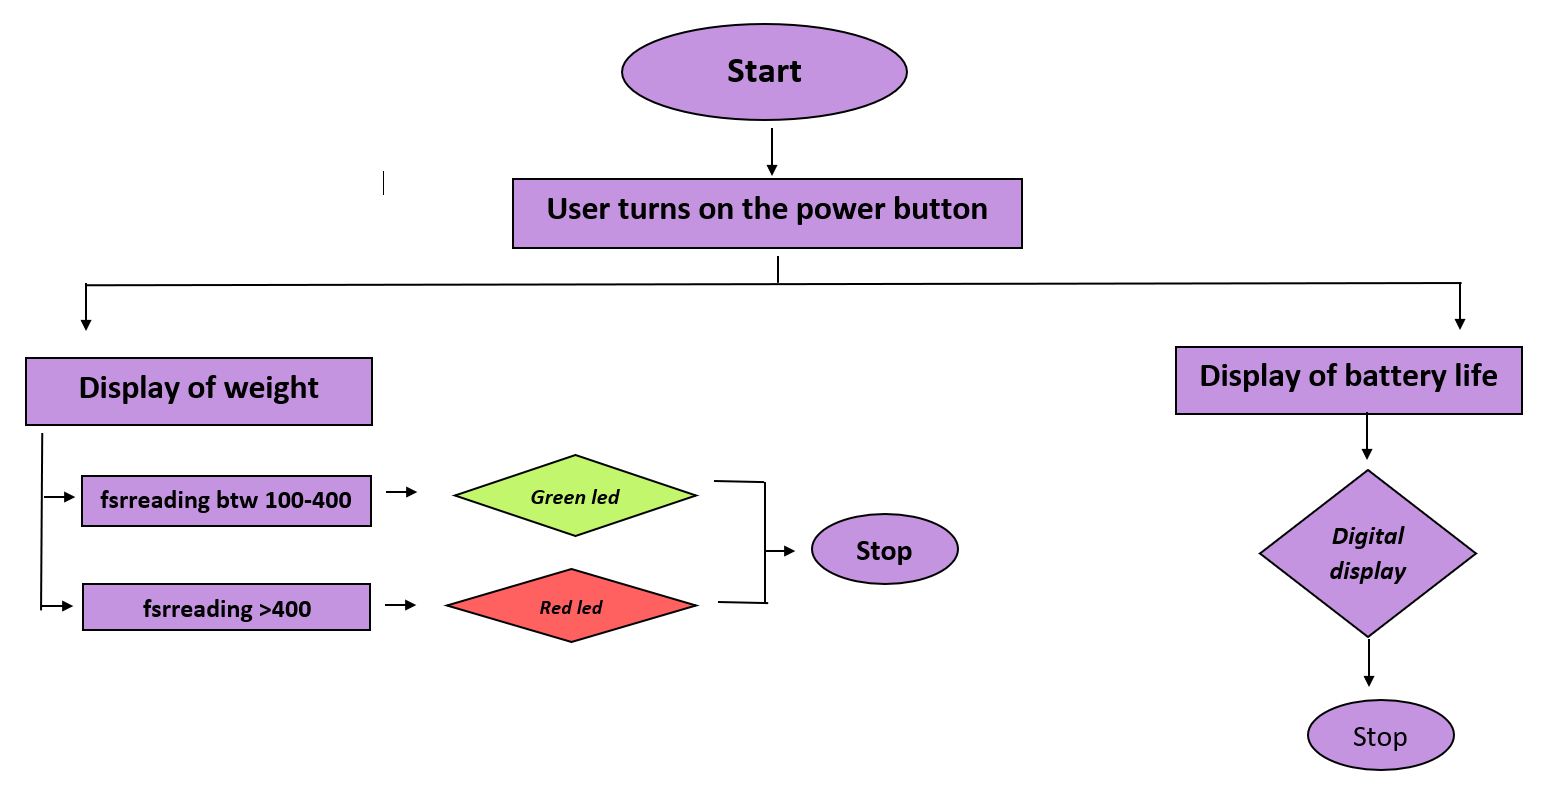 Start
User turns on the power button
Display of weight
Display of battery life
fsrreading btw 100-400
Green led
fsrreading >400
Red led
Stop
Digital
display
Stop